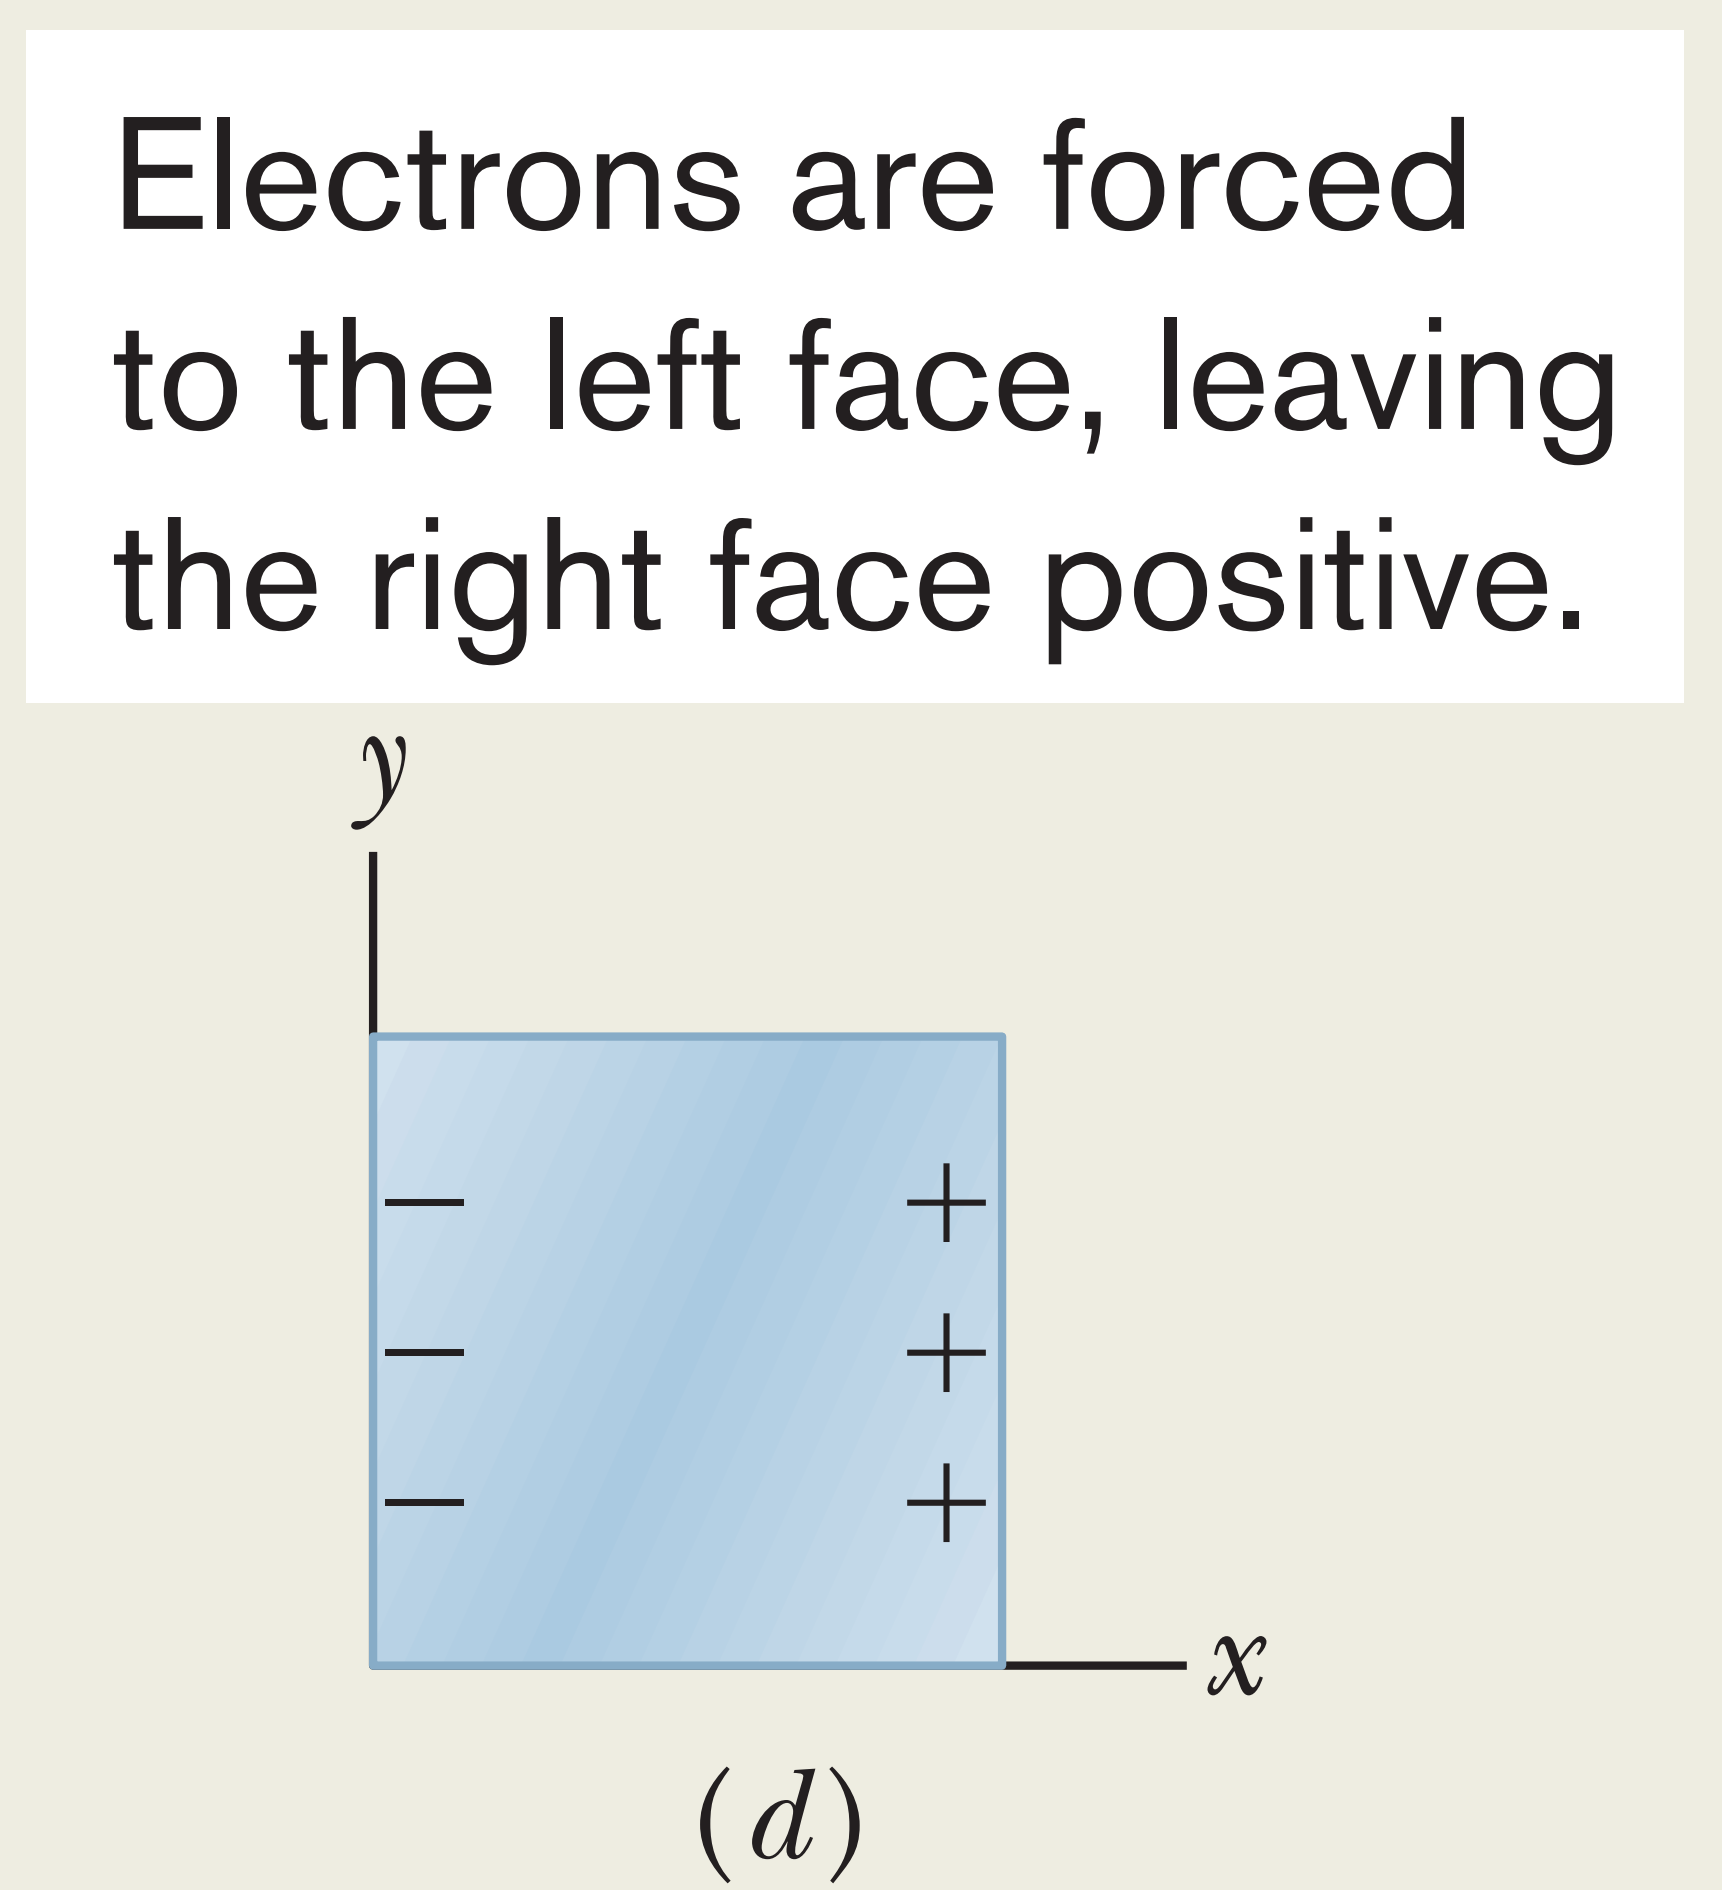 Electrons are forced
to the left face, leaving
the right face positive.
y
− +
− +
− +
x
(d)